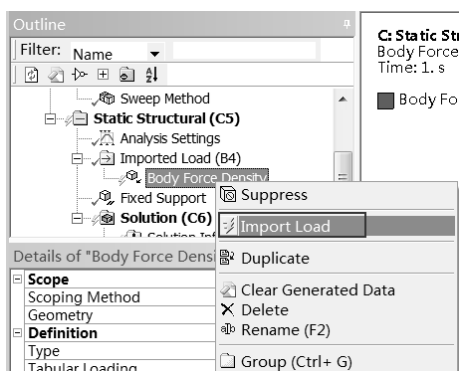 Outline
Filter: Name
Sweep Method
Static Structural (C5)
Analysis Settings
Imported Load (B4)
Body Force Density
Fixed Support
Solution (C6)
Details of "Body Force Densi
Scope
Scoping Method
Geometry
Definition
Type
Tabular Loading
Suppress
Import Load
Duplicate
Clear Generated Data
Delete
Rename (F2)
Group (Ctrl+ G)
C: Static Str
Body Force
Time: 1. s
Body Fo